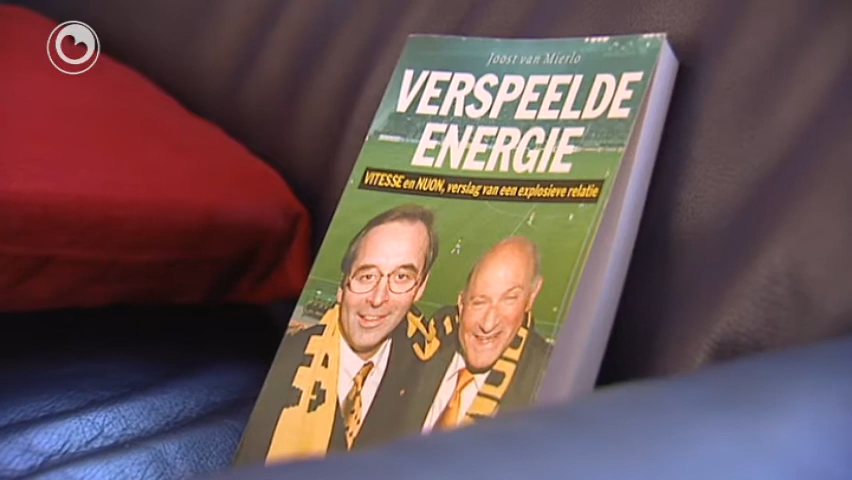 Joost van Mierlo
VERSPEELDE
ENERGIE
VITESSE en NUON, verslag van een explosieve relatie